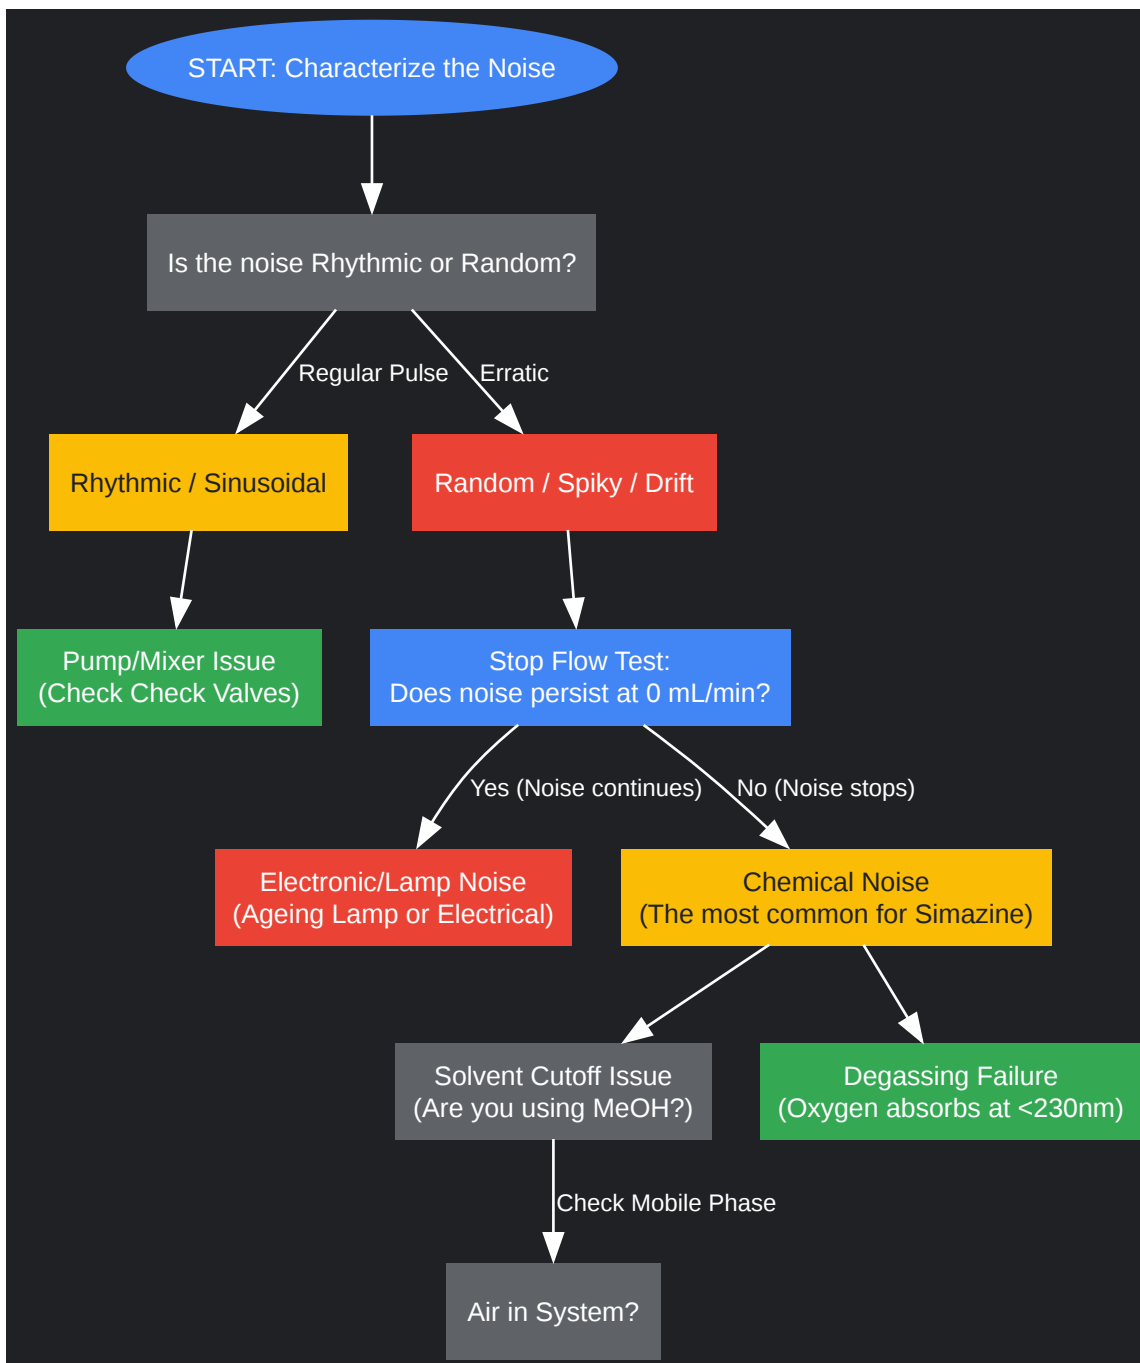 START: Characterize the Noise
Is the noise Rhythmic or Random?
Regular Pulse
Erratic
Rhythmic / Sinusoidal
Random / Spiky / Drift
Pump/Mixer Issue
(Check Check Valves)
Stop Flow Test:
Does noise persist at 0 mL/min?
Yes (Noise continues)
No (Noise stops)
Electronic/Lamp Noise
(Ageing Lamp or Electrical)
Chemical Noise
(The most common for Simazine)
Solvent Cutoff Issue
(Are you using MeOH?)
Degassing Failure
(Oxygen absorbs at <230nm)
Check Mobile Phase
Air in System?